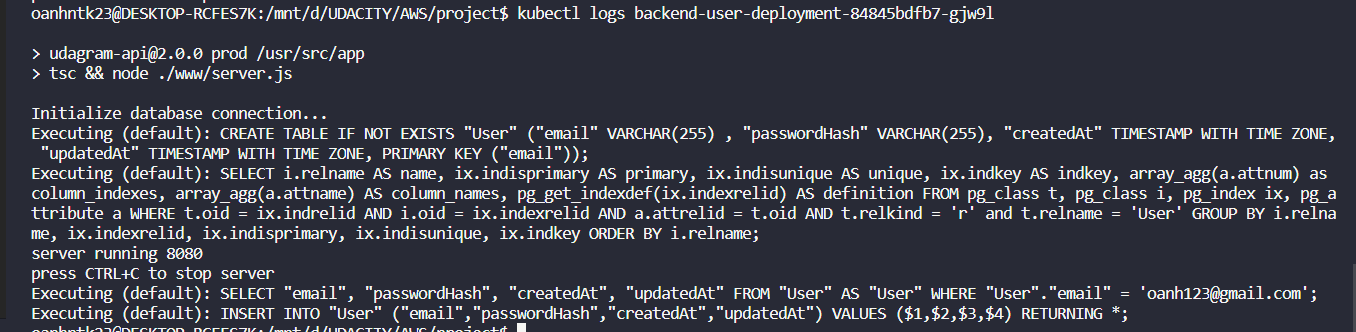 oanhntk23@DESKTOP-RCFES7K:/mnt/d/UDACITY/AWS/project$ kubectl logs backend-user-deployment-84845bdfb7-gjw9l
> udagram-api@2.0.0 prod /usr/src/app
> tsc && node ./www/server.js
Initialize database connection...
Executing (default): CREATE TABLE IF NOT EXISTS "User" ("email" VARCHAR(255) , "passwordHash" VARCHAR(255), "createdAt" TIMESTAMP WITH TIME ZONE,
"updatedAt" TIMESTAMP WITH TIME ZONE, PRIMARY KEY ("email"));
Executing (default): SELECT i.relname AS name, ix.indisprimary AS primary, ix.indisunique AS unique, ix.indkey AS indkey, array_agg(a.attnum) as
column_indexes, array_agg(a.attname) AS column_names, pg_get_indexdef(ix.indexrelid) AS definition FROM pg_class t, pg_class i, pg_index ix, pg_a
ttribute a WHERE t.oid = ix.indrelid AND i.oid = ix.indexrelid AND a.attrelid = t.oid AND t.relkind = 'r' and t.relname = 'User' GROUP BY i.relna
me, ix.indexrelid, ix.indisprimary, ix.indisunique, ix.indkey ORDER BY i.relname;
server running 8080
press CTRL+C to stop server
Executing (default): SELECT "email", "passwordHash", "createdAt", "updatedAt" FROM "User" AS "User" WHERE "User"."email" = 'oanh123@gmail.com';
Executing (default): INSERT INTO "User" ("email","passwordHash","createdAt","updatedAt") VALUES ($1,$2,$3,$4) RETURNING *;
oanhntk23@DESKTOP-RCFES7K:/mnt/d/UDACITY/AWS/project$